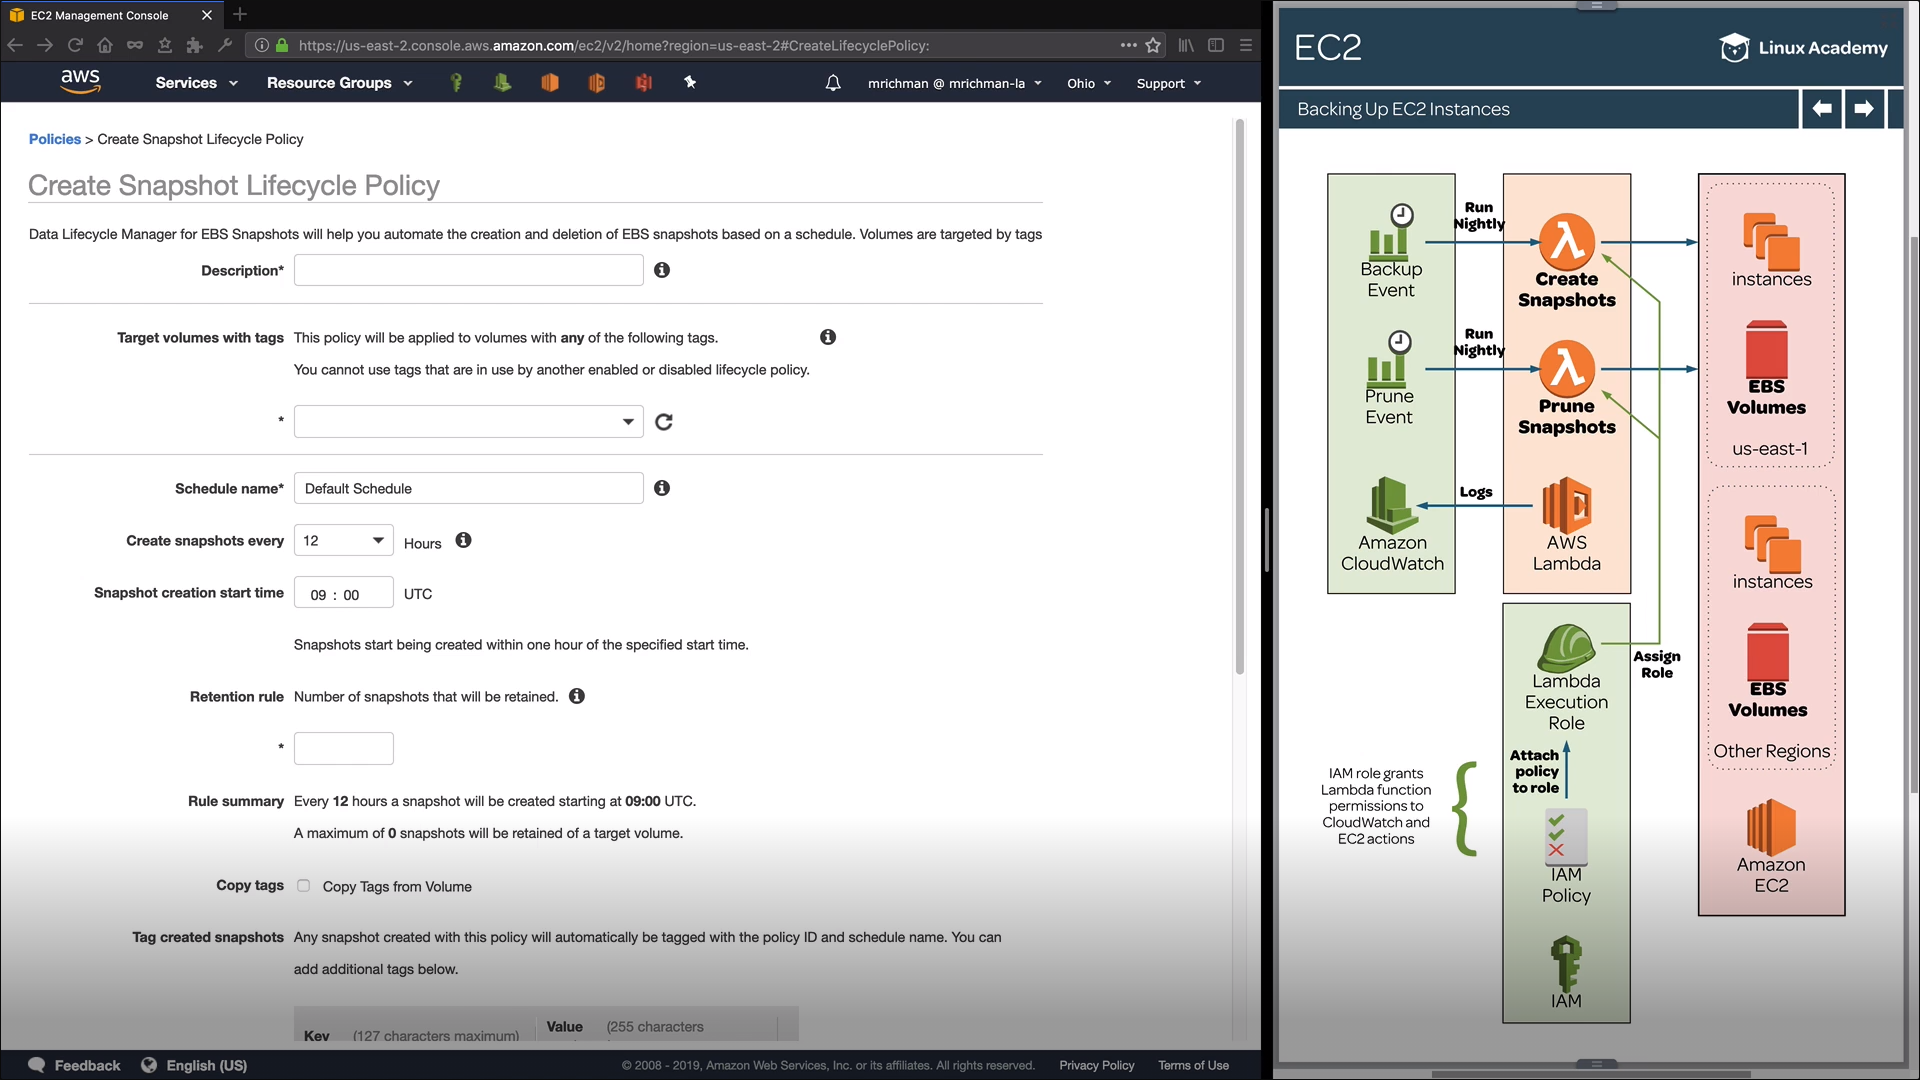 EC2 Management Console
https://us-east-2.console.aws.amazon.com/ec2/v2/home?region=us-east-2#CreateLifecyclePolicy:
aws
Services
Resource Groups
mrichman @ mrichman-la
Ohio
Support
Policies > Create Snapshot Lifecycle Policy
Create Snapshot Lifecycle Policy
Data Lifecycle Manager for EBS Snapshots will help you automate the creation and deletion of EBS snapshots based on a schedule. Volumes are targeted by tags
Description*
Target volumes with tags This policy will be applied to volumes with any of the following tags.
You cannot use tags that are in use by another enabled or disabled lifecycle policy.
*
Schedule name* Default Schedule
Create snapshots every 12 Hours
Snapshot creation start time 09 : 00 UTC
Snapshots start being created within one hour of the specified start time.
Retention rule Number of snapshots that will be retained.
*
Rule summary Every 12 hours a snapshot will be created starting at 09:00 UTC.
A maximum of 0 snapshots will be retained of a target volume.
Copy tags Copy Tags from Volume
Tag created snapshots Any snapshot created with this policy will automatically be tagged with the policy ID and schedule name. You can
add additional tags below.
Key (127 characters maximum) Value (255 characters
Feedback English (US)
© 2008 - 2019, Amazon Web Services, Inc. or its affiliates. All rights reserved. Privacy Policy Terms of Use
EC2
Linux Academy
Backing Up EC2 Instances
Backup
Event
Run
Nightly
Create
Snapshots
instances
Prune
Event
Run
Nightly
Prune
Snapshots
EBS
Volumes
us-east-1
Amazon
CloudWatch
Logs
AWS
Lambda
instances
EBS
Volumes
Other Regions
Lambda
Execution
Role
Assign
Role
Attach
policy
to role
IAM role grants
Lambda function
permissions to
CloudWatch and
EC2 actions
IAM
Policy
IAM
Amazon
EC2